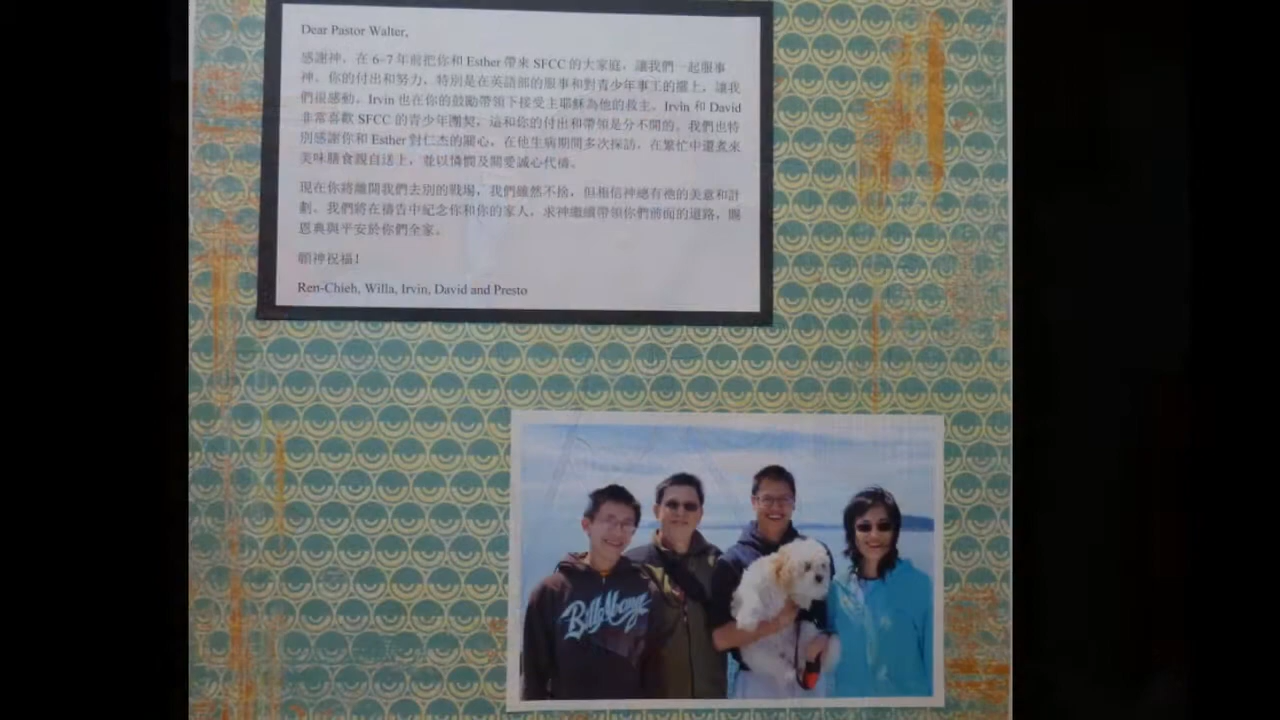 Dear Pastor Walter,
感謝神，在 6-7 年前把你和 Esther 帶來 SFCC 的大家庭，讓我們一起服事
神。你的付出和努力，特別是在英語部的服事和對青少年事工的擺上，讓我
們很感動。Irvin 也在你的鼓勵帶領下接受主耶穌為他的救主。Irvin 和 David
非常喜歡 SFCC 的青少年團契，這和你的付出和帶領是分不開的。我們也特
別感謝你和 Esther 對仁杰的關心，在他生病期間多次探訪，在繁忙中還煮來
美味膳食親自送上，並以憐憫及關愛誠心代禱。
現在你將離開我們去別的戰場，我們雖然不捨，但相信神總有祂的美意和計
劃。我們將在禱告中紀念你和你的家人，求神繼續帶領你們前面的道路，賜
恩典與平安於你們全家。
願神祝福!
Ren-Chieh, Willa, Irvin, David and Presto
Billabong